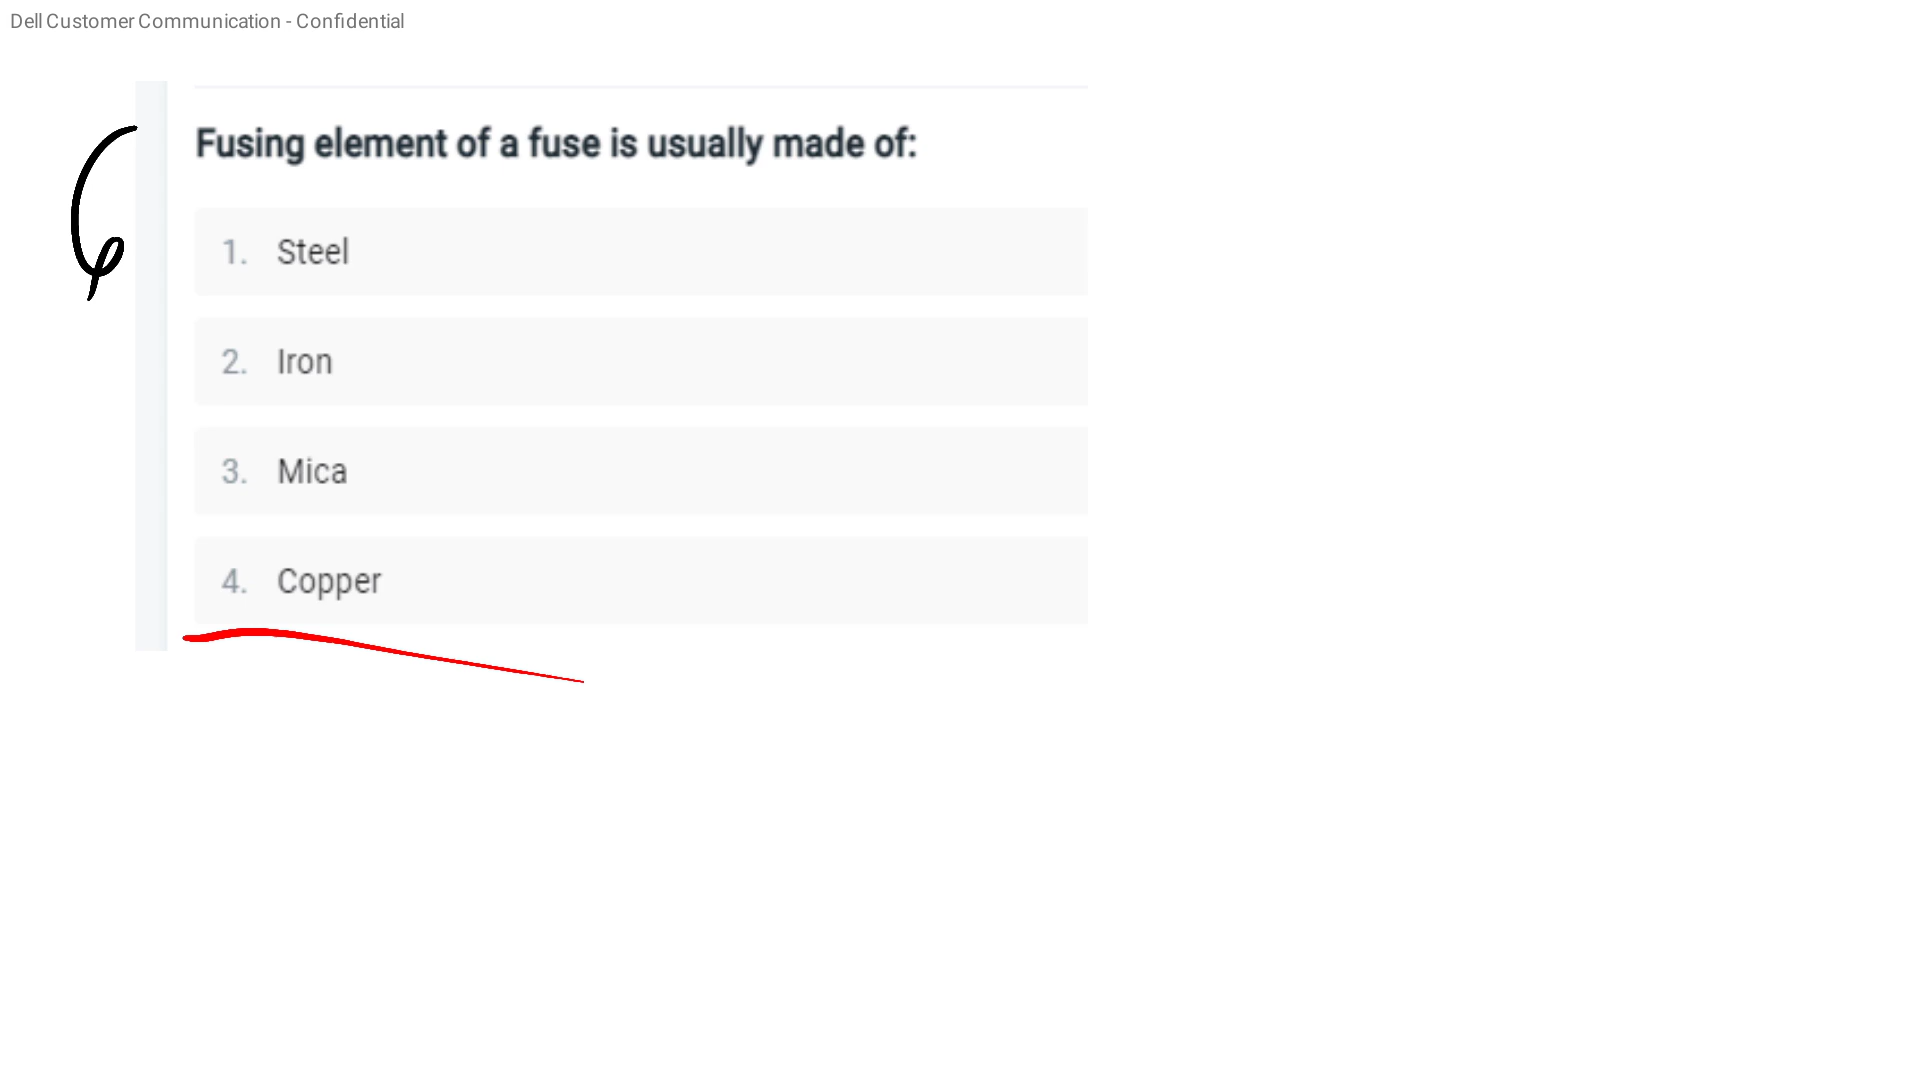 Dell Customer Communication - Confidential
Fusing element of a fuse is usually made of:
1. Steel
2. Iron
3. Mica
4. Copper